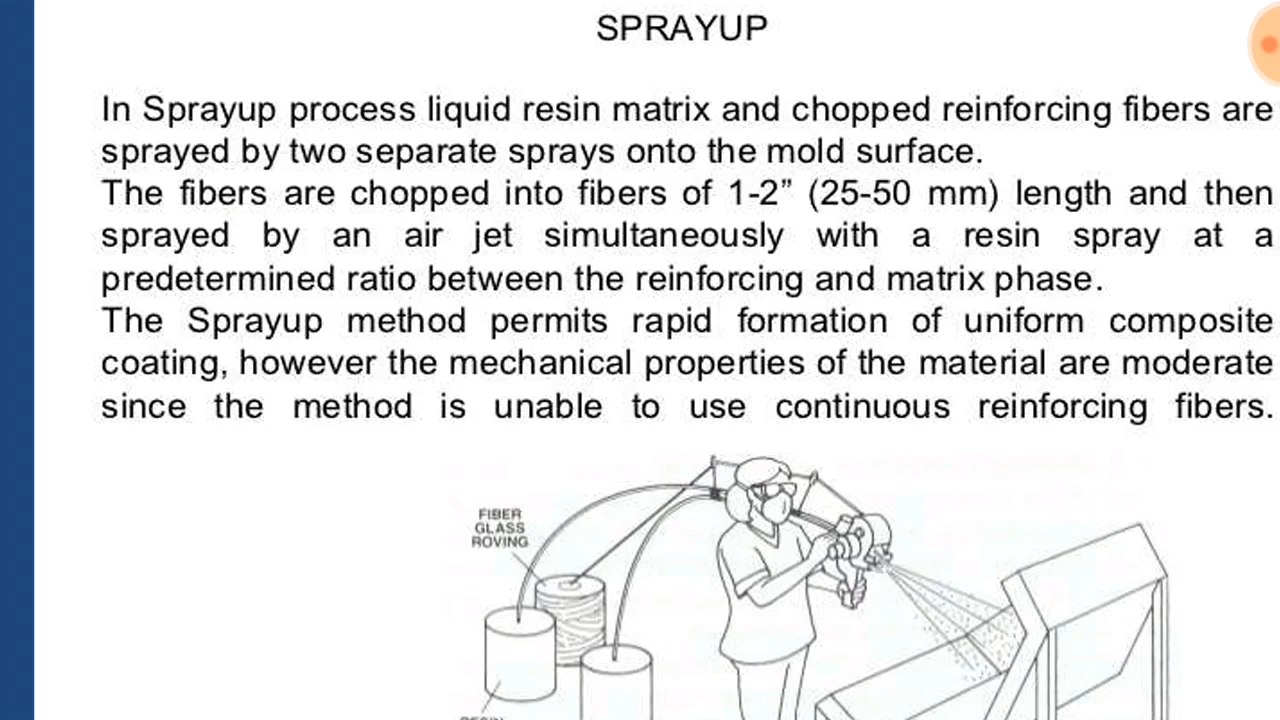 SPRAYUP
In Sprayup process liquid resin matrix and chopped reinforcing fibers are
sprayed by two separate sprays onto the mold surface.
The fibers are chopped into fibers of 1-2” (25-50 mm) length and then
sprayed by an air jet simultaneously with a resin spray at a
predetermined ratio between the reinforcing and matrix phase.
The Sprayup method permits rapid formation of uniform composite
coating, however the mechanical properties of the material are moderate
since the method is unable to use continuous reinforcing fibers.
FIBER
GLASS
ROVING